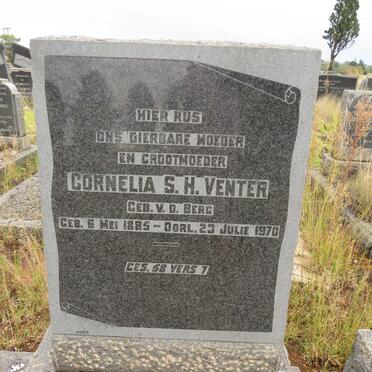 HIER RUS
ONS DIERBARE MOEDER
EN GROOTMOEDER
CORNELIA S. H. VENTER
GEB. V. D. BERG
GEB. 6 MEI 1885 – OORL. 23 JULIE 1970
GES. 68 VERS 7